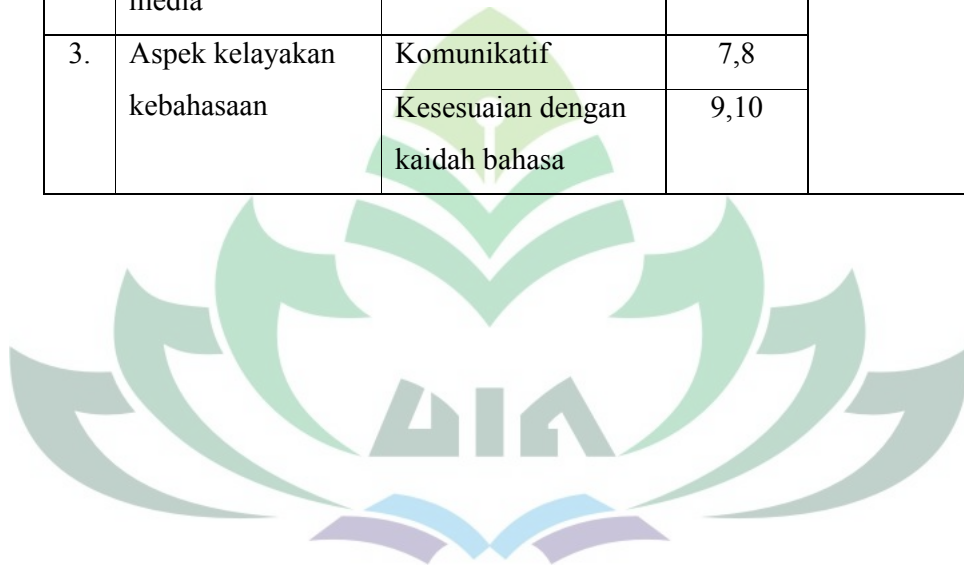 media
3. Aspek kelayakan Komunikatif 7,8
kebahasaan Kesesuaian dengan 9,10
kaidah bahasa
UIN